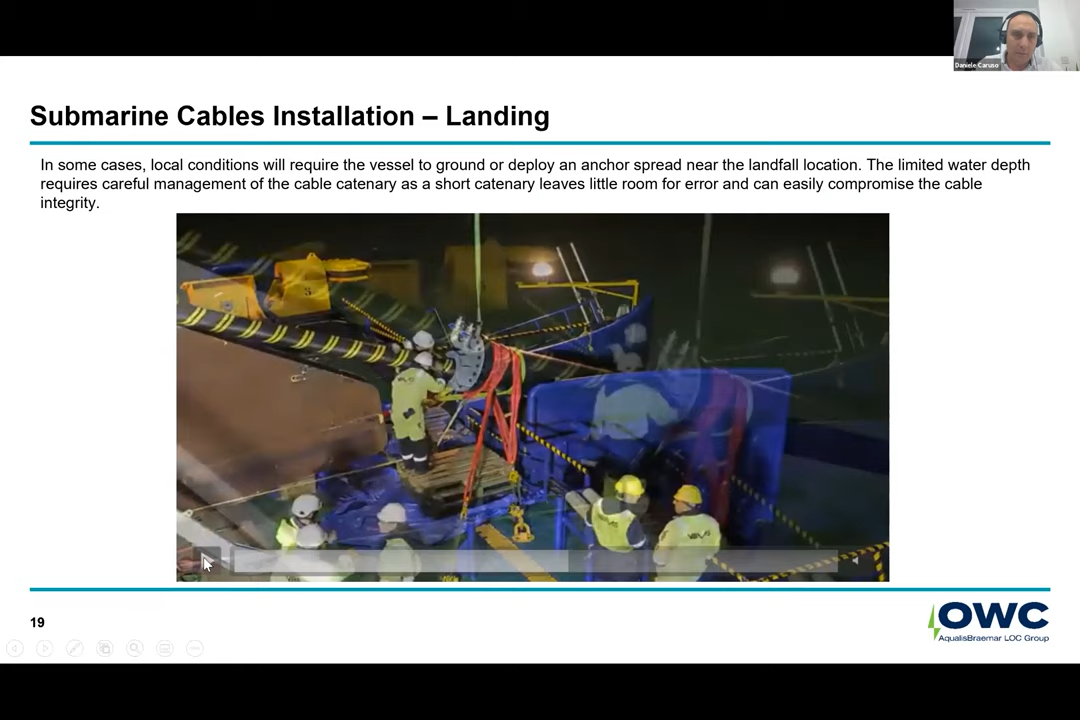 Daniele Caruso
Submarine Cables Installation – Landing
In some cases, local conditions will require the vessel to ground or deploy an anchor spread near the landfall location. The limited water depth
requires careful management of the cable catenary as a short catenary leaves little room for error and can easily compromise the cable
integrity.
19
OWC
AqualisBraemar LOC Group